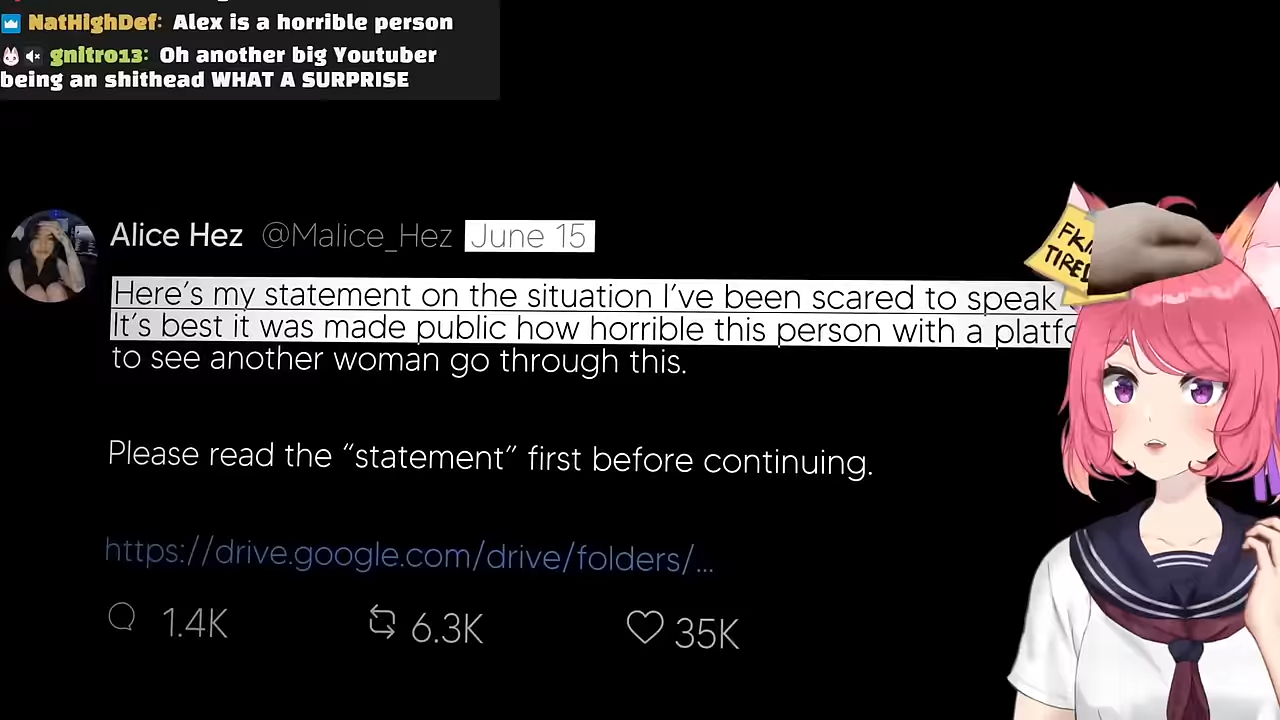 NatHighDef: Alex is a horrible person
gnitro13: Oh another big Youtuber
being an shithead WHAT A SURPRISE
Alice Hez @Malice_Hez June 15
Here's my statement on the situation I've been scared to speak
It's best it was made public how horrible this person with a
to see another woman go through this.
Please read the “statement” first before continuing.
https://drive.google.com/drive/folders/...
1.4K 6.3K 35K
TIRED